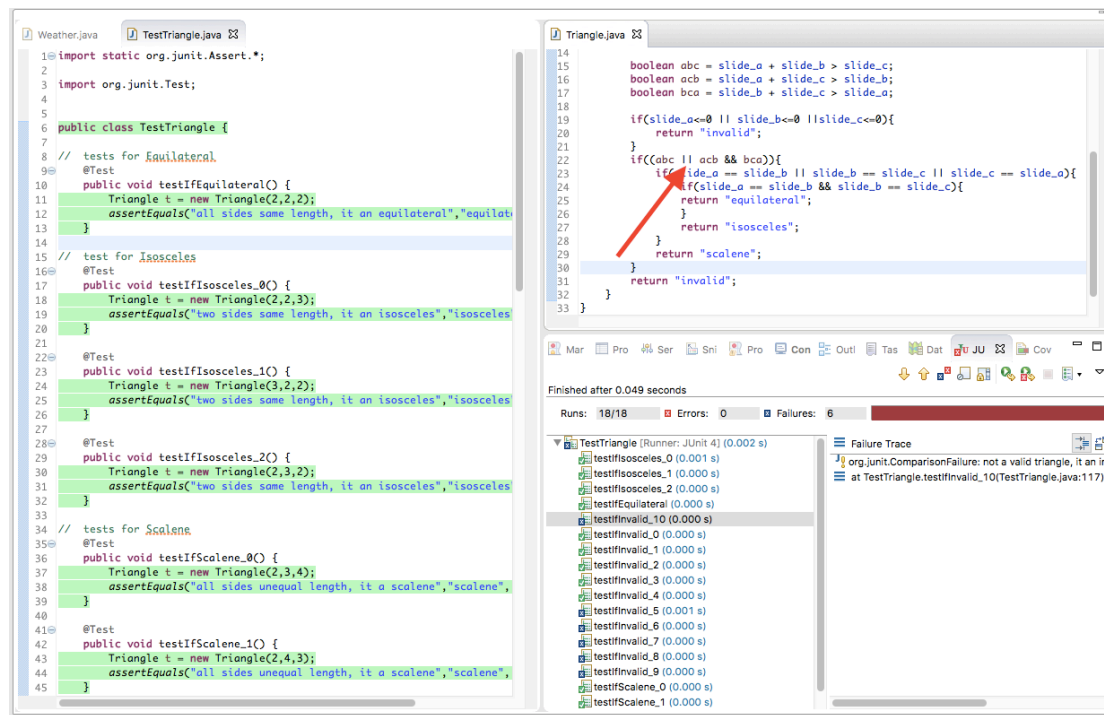 Weather.java
TestTriangle.java
1 import static org.junit.Assert.*;
2
3 import org.junit.Test;
4
5
6 public class TestTriangle {
7
8 // tests for Equilateral
9 @Test
10 public void testIfEquilateral() {
11 Triangle t = new Triangle(2,2,2);
12 assertEquals("all sides same length, it an equilateral","equilate
13 }
14
15 // test for Isosceles
16 @Test
17 public void testIfIsosceles_0() {
18 Triangle t = new Triangle(2,2,3);
19 assertEquals("two sides same length, it an isosceles","isosceles"
20 }
21
22 @Test
23 public void testIfIsosceles_1() {
24 Triangle t = new Triangle(3,2,2);
25 assertEquals("two sides same length, it an isosceles","isosceles"
26 }
27
28 @Test
29 public void testIfIsosceles_2() {
30 Triangle t = new Triangle(2,3,2);
31 assertEquals("two sides same length, it an isosceles","isosceles"
32 }
33
34 // tests for Scalene
35 @Test
36 public void testIfScalene_0() {
37 Triangle t = new Triangle(2,3,4);
38 assertEquals("all sides unequal length, it a scalene","scalene",
39 }
40
41 @Test
42 public void testIfScalene_1() {
43 Triangle t = new Triangle(2,4,3);
44 assertEquals("all sides unequal length, it a scalene","scalene",
45 }
Triangle.java
14
15 boolean abc = slide_a + slide_b > slide_c;
16 boolean acb = slide_a + slide_c > slide_b;
17 boolean bca = slide_b + slide_c > slide_a;
18
19 if(slide_a<=0 || slide_b<=0 ||slide_c<=0){
20 return "invalid";
21 }
22 if((abc || acb && bca)){
23 if(slide_a == slide_b || slide_b == slide_c || slide_c == slide_a){
24 if(slide_a == slide_b && slide_b == slide_c){
25 return "equilateral";
26 }
27 return "isosceles";
28 }
29 return "scalene";
30 }
31 return "invalid";
32 }
33 }
Mar Pro Ser Sni Pro Con Outl Tas Dat JU Cov
Finished after 0.049 seconds
Runs: 18/18 Errors: 0 Failures: 6
TestTriangle [Runner: JUnit 4] (0.002 s)
testIfIsosceles_0 (0.001 s)
testIfIsosceles_1 (0.000 s)
testIfIsosceles_2 (0.000 s)
testIfEquilateral (0.000 s)
testIfInvalid_10 (0.000 s)
testIfInvalid_0 (0.000 s)
testIfInvalid_1 (0.000 s)
testIfInvalid_2 (0.000 s)
testIfInvalid_3 (0.000 s)
testIfInvalid_4 (0.000 s)
testIfInvalid_5 (0.001 s)
testIfInvalid_6 (0.000 s)
testIfInvalid_7 (0.000 s)
testIfInvalid_8 (0.000 s)
testIfInvalid_9 (0.000 s)
testIfScalene_0 (0.000 s)
testIfScalene_1 (0.000 s)
Failure Trace
org.junit.ComparisonFailure: not a valid triangle, it an in
at TestTriangle.testIfInvalid_10(TestTriangle.java:117)